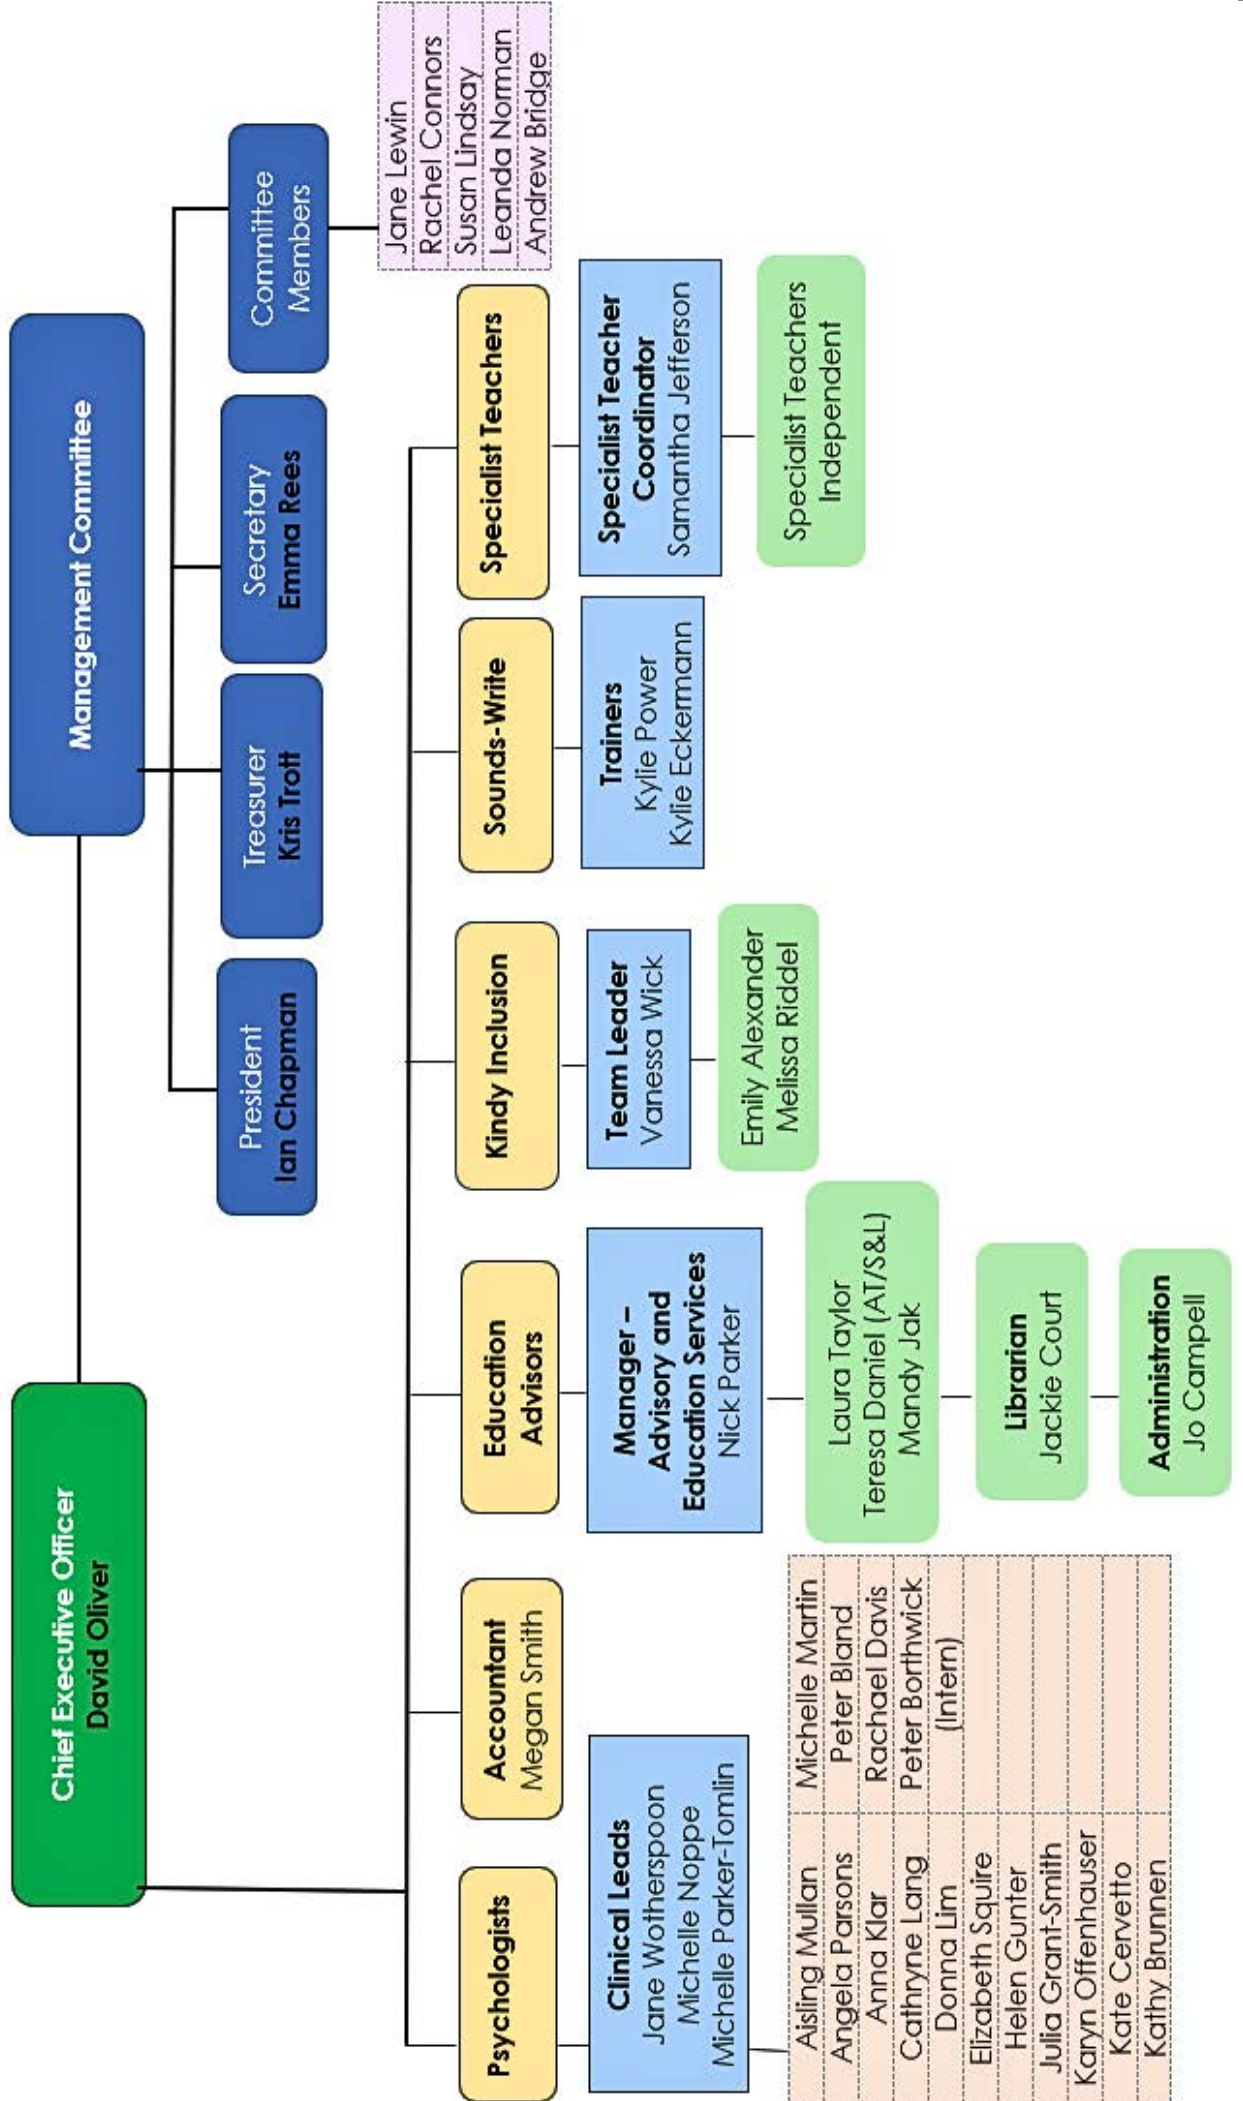 Chief Executive Officer
David Oliver
Management Committee
President
Ian Chapman
Treasurer
Kris Trott
Secretary
Emma Rees
Committee
Members
Jane Lewin
Rachel Connors
Susan Lindsay
Leanda Norman
Andrew Bridge
Psychologists
Clinical Leads
Jane Wotherspoon
Michelle Noppe
Michelle Parker-Tomlin
Aisling Mullan
Angela Parsons
Anna Klar
Cathryne Lang
Donna Lim
Elizabeth Squire
Helen Gunter
Julia Grant-Smith
Karyn Offenhauser
Kate Cervetto
Kathy Brunnen
Michelle Martin
Peter Bland
Rachael Davis
Peter Borthwick
(Intern)
Accountant
Megan Smith
Education
Advisors
Manager –
Advisory and
Education Services
Nick Parker
Laura Taylor
Teresa Daniel (AT/S&L)
Mandy Jak
Librarian
Jackie Court
Administration
Jo Campell
Kindy Inclusion
Team Leader
Vanessa Wick
Emily Alexander
Melissa Riddel
Sounds-Write
Trainers
Kylie Power
Kylie Eckermann
Specialist Teachers
Specialist Teacher
Coordinator
Samantha Jefferson
Specialist Teachers
Independent